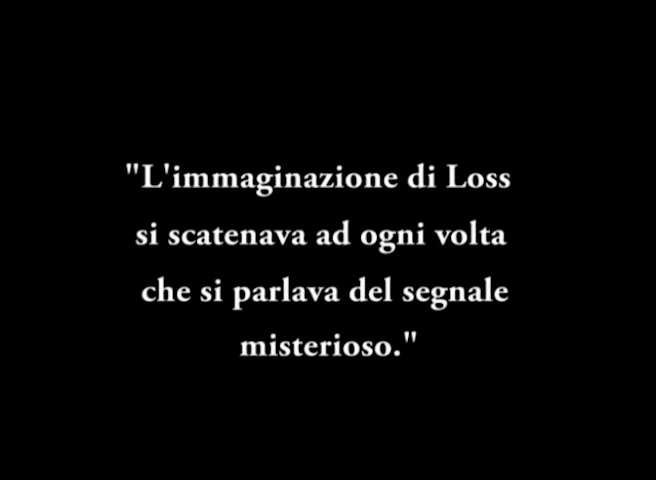 "L'immaginazione di Loss
si scatenava ad ogni volta
che si parlava del segnale
misterioso."